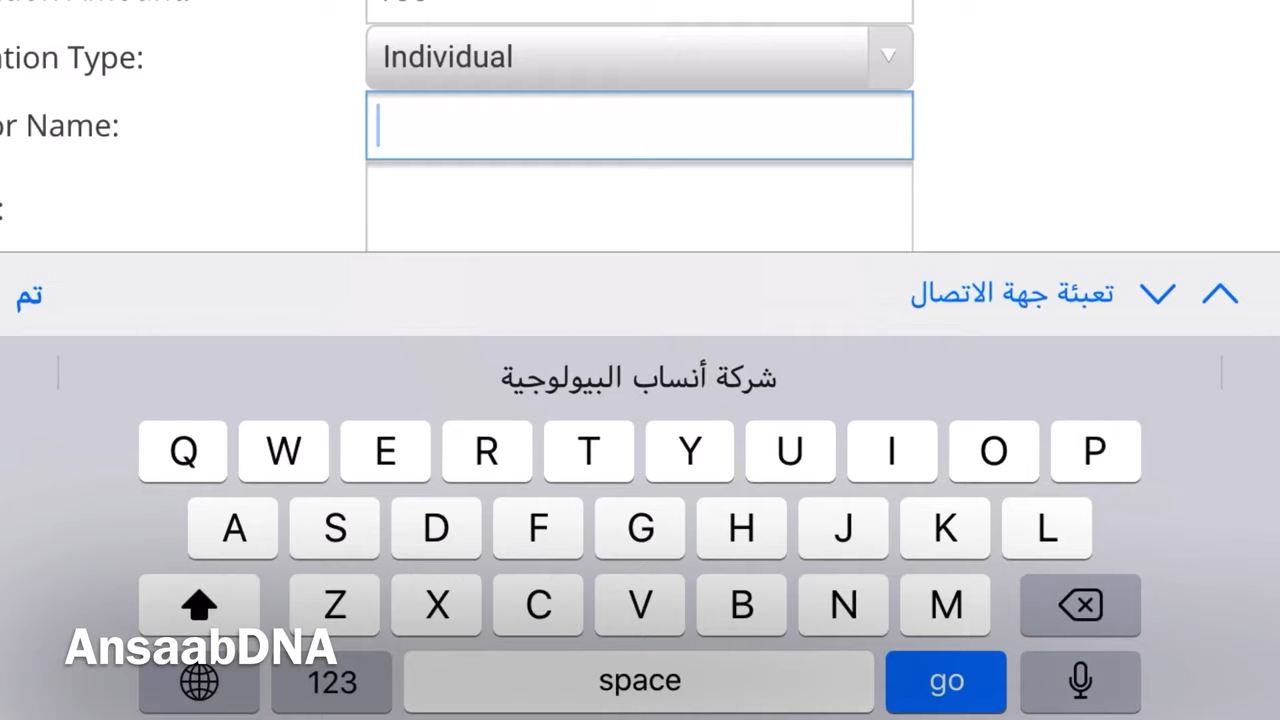 Individual
ation Type:
or Name:
:
تم
تعبئة جهة الاتصال
شركة أنساب البيولوجية
Q W E R T Y U I O P
A S D F G H J K L
Z X C V B N M
AnsaabDNA
123 space go